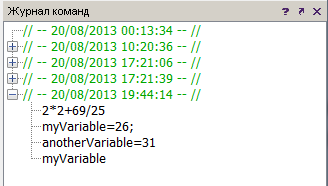 Журнал команд
// -- 20/08/2013 00:13:34 -- //
// -- 20/08/2013 10:20:36 -- //
// -- 20/08/2013 17:21:06 -- //
// -- 20/08/2013 17:21:39 -- //
// -- 20/08/2013 19:44:14 -- //
2*2+69/25
myVariable=26;
anotherVariable=31
myVariable